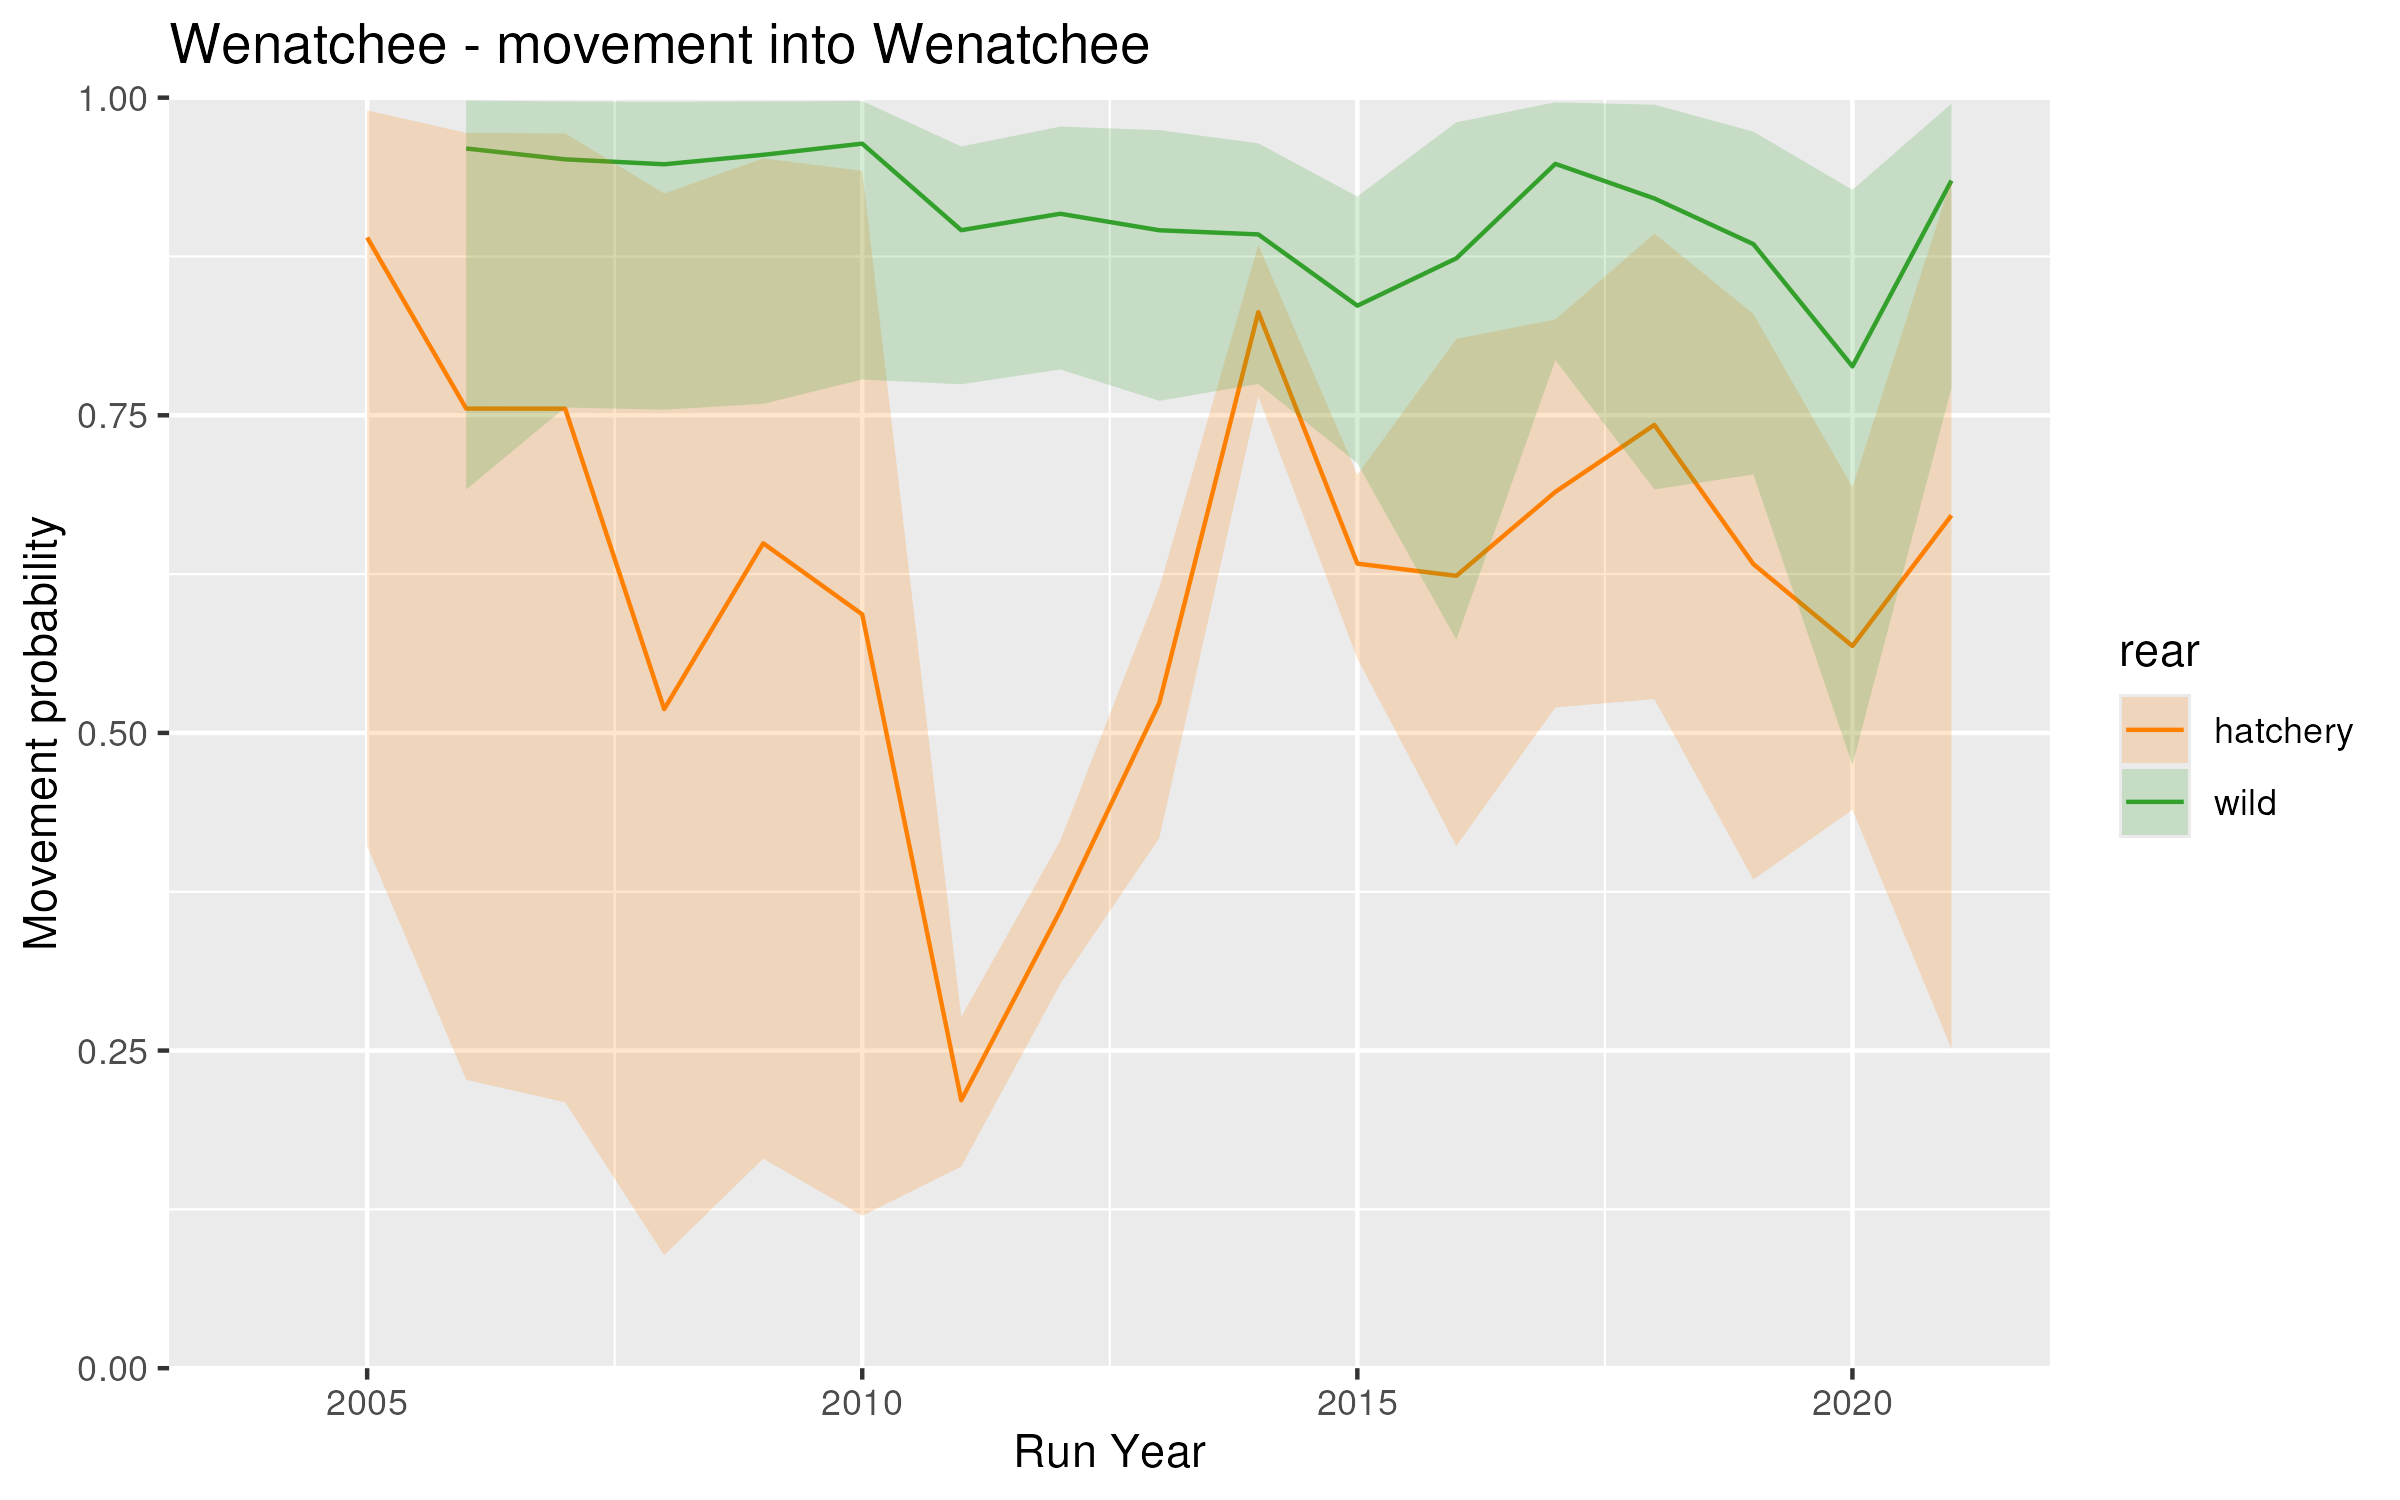 Wenatchee - movement into Wenatchee
Movement probability
1.00
0.75
0.50
0.25
0.00
2005 2010 2015 2020
Run Year
rear
hatchery
wild